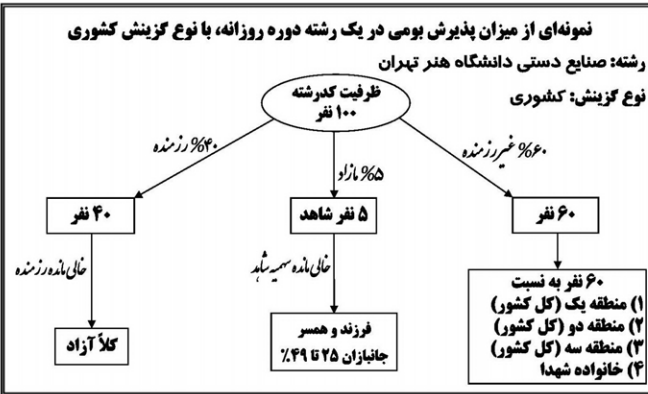 نمونه‌ای از میزان پذیرش بومی در یک رشته دوره روزانه، با نوع گزینش کشوری
رشته: صنایع دستی دانشگاه هنر تهران
نوع گزینش: کشوری
ظرفیت کدرشته
۱۰۰ نفر
۶۰% غیررزمنده
۵% مازاد
۴۰% رزمنده
۶۰ نفر
۵ نفر شاهد
۴۰ نفر
خالی مانده سهمیه شاهد
خالی مانده رزمنده
۶۰ نفر به نسبت
۱) منطقه یک (کل کشور)
۲) منطقه دو (کل کشور)
۳) منطقه سه (کل کشور)
۴) خانواده شهدا
فرزند و همسر
جانبازان ۲۵ تا ۴۹٪
کلاً آزاد